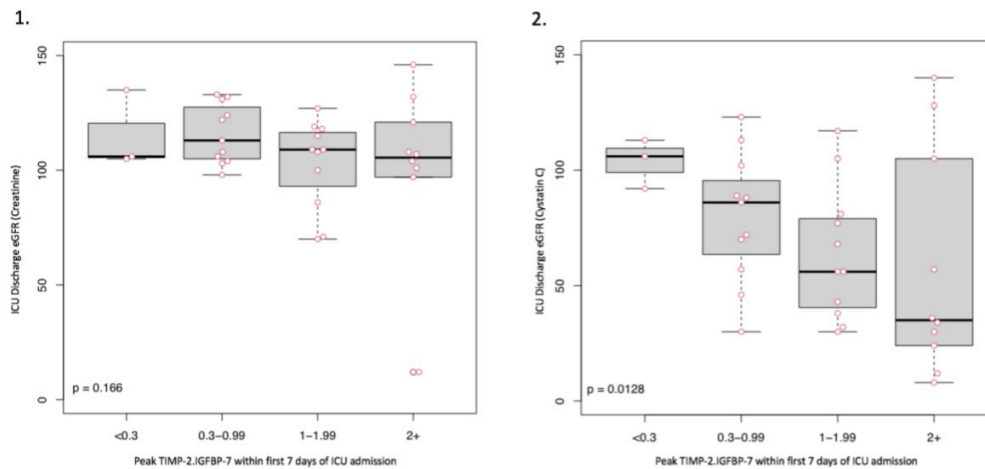 1.
ICU Discharge eGFR (Creatinine)
150
100
50
0
p = 0.166
<0.3 0.3–0.99 1–1.99 2+
Peak TIMP-2.IGFBP-7 within first 7 days of ICU admission
2.
ICU Discharge eGFR (Cystatin C)
150
100
50
0
p = 0.0128
<0.3 0.3–0.99 1–1.99 2+
Peak TIMP-2.IGFBP-7 within first 7 days of ICU admission